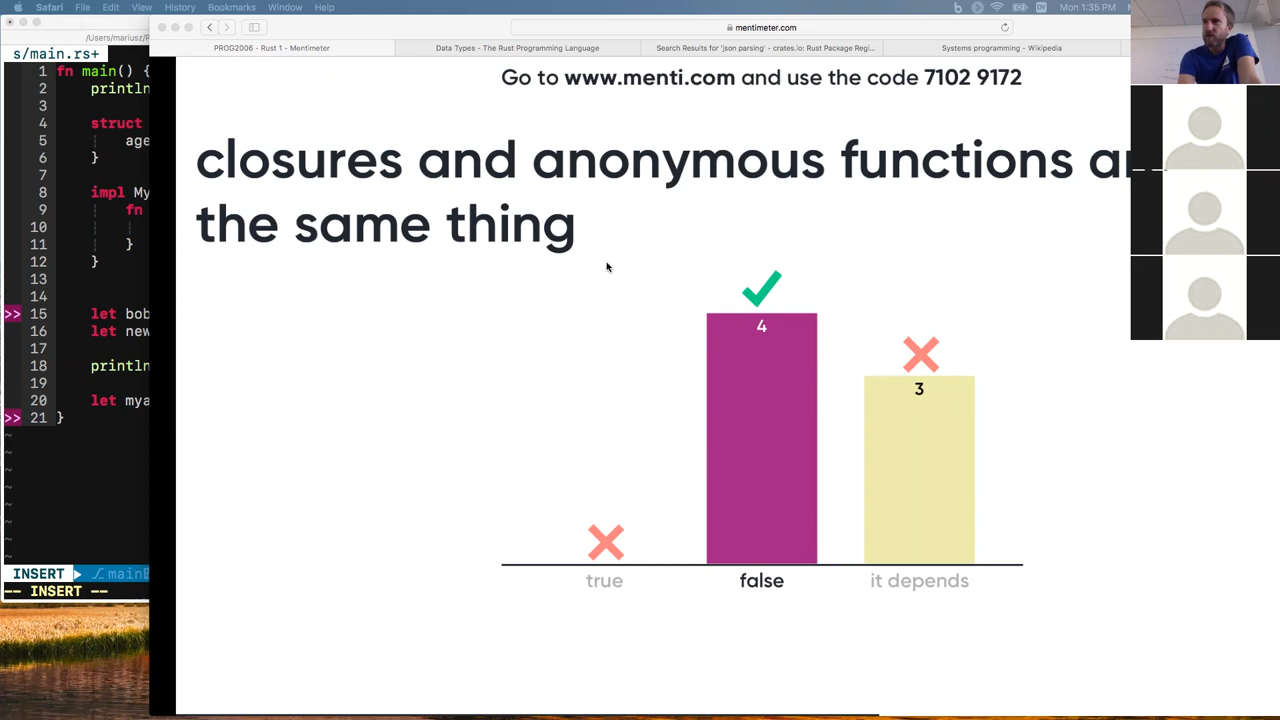 Safari File Edit View History Bookmarks Window Help
Mon 1:35 PM
/Users/mariusz/P
mentimeter.com
s/main.rs+
PROG2006 - Rust 1 - Mentimeter
Data Types - The Rust Programming Language
Search Results for 'json parsing' - crates.io: Rust Package Regi...
Systems programming - Wikipedia
1 fn main() {
2 println
3
4 struct
5 age
6 }
7
8 impl My
9 fn
10
11 }
12 }
13
14
>> 15 let bob
16 let new
17
18 println
19
20 let mya
>> 21 }
~
~
~
~
~
~
~
~
INSERT main
-- INSERT --
Go to www.menti.com and use the code 7102 9172
closures and anonymous functions
the same thing
4
3
true
false
it depends